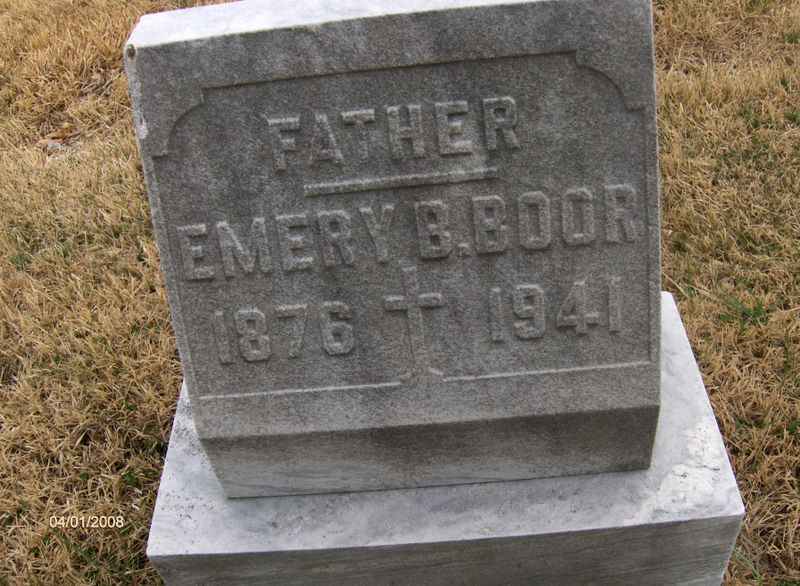 FATHER
EMERY B. BOOR
1876 1941
04/01/2008